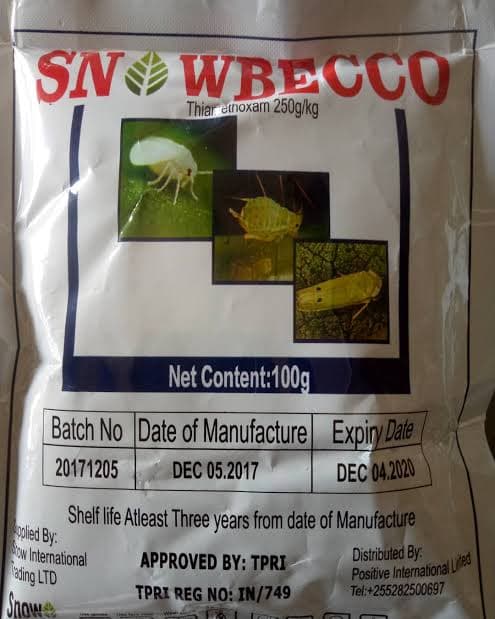 SNOWBECCO
Thiamethoxam 250g/kg
Net Content:100g
Batch No Date of Manufacture Expiry Date
20171205 DEC 05.2017 DEC 04.2020
Shelf life Atleast Three years from date of Manufacture
Supplied By:
Snow International
Trading LTD
APPROVED BY: TPRI
TPRI REG NO: IN/749
Distributed By:
Positive International Limited
Tel:+255282500697
Snow